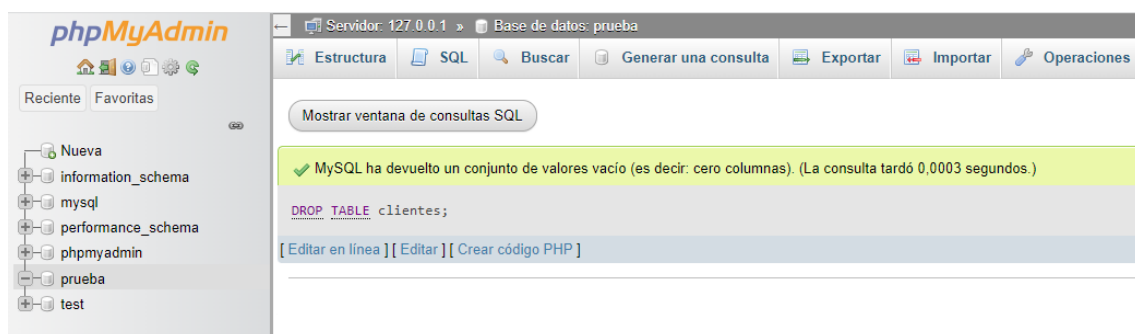 phpMyAdmin
Reciente Favoritas
Nueva
information_schema
mysql
performance_schema
phpmyadmin
prueba
test
Servidor: 127.0.0.1 » Base de datos: prueba
Estructura SQL Buscar Generar una consulta Exportar Importar Operaciones
Mostrar ventana de consultas SQL
MySQL ha devuelto un conjunto de valores vacío (es decir: cero columnas). (La consulta tardó 0,0003 segundos.)
DROP TABLE clientes;
[ Editar en línea ] [ Editar ] [ Crear código PHP ]